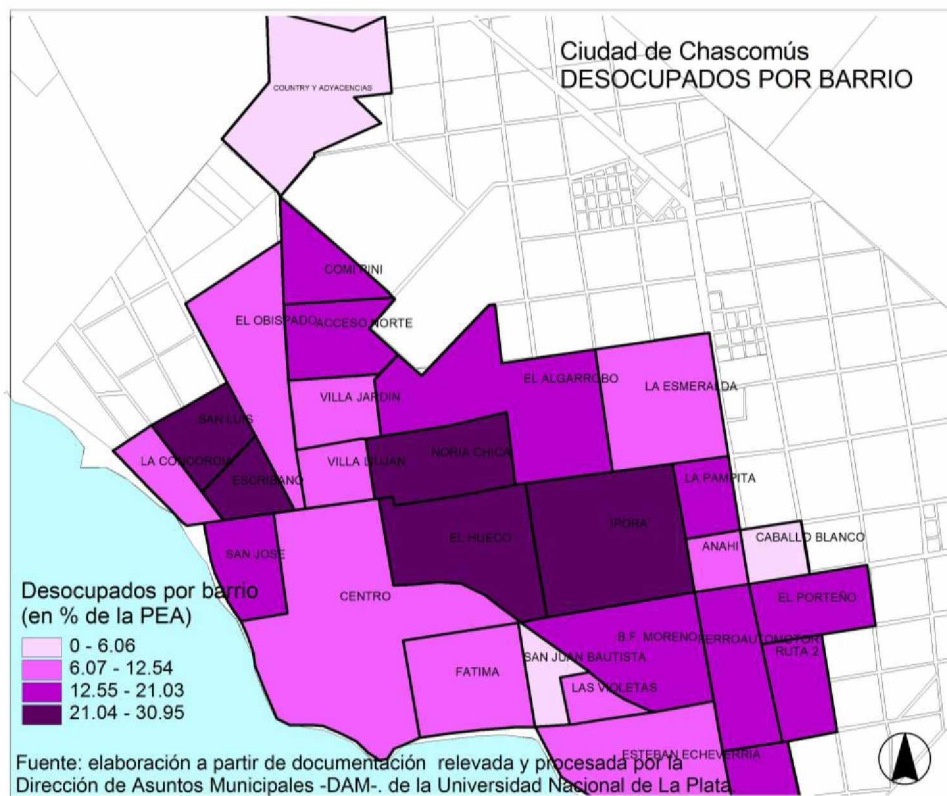 Ciudad de Chascomús
DESOCUPADOS POR BARRIO
COUNTRY Y ADYACENCIAS
COMI PINI
EL OBISPADO
ACCESO NORTE
EL ALGARROBO
LA ESMERALDA
VILLA JARDIN
SAN LUIS
LA CONCORDIA
VILLA LUJAN
NORIA CHICA
ESCRIBANO
LA PAMPITA
IPORA
EL HUECO
ANAHI
CABALLO BLANCO
SAN JOSE
CENTRO
EL PORTEÑO
B.F. MORENO
FERROAUTOMOTOR
RUTA 2
SAN JUAN BAUTISTA
FATIMA
LAS VIOLETAS
ESTEBAN ECHEVERRIA
Desocupados por barrio
(en % de la PEA)
0 - 6.06
6.07 - 12.54
12.55 - 21.03
21.04 - 30.95
Fuente: elaboración a partir de documentación relevada y procesada por la
Dirección de Asuntos Municipales -DAM-. de la Universidad Nacional de La Plata.